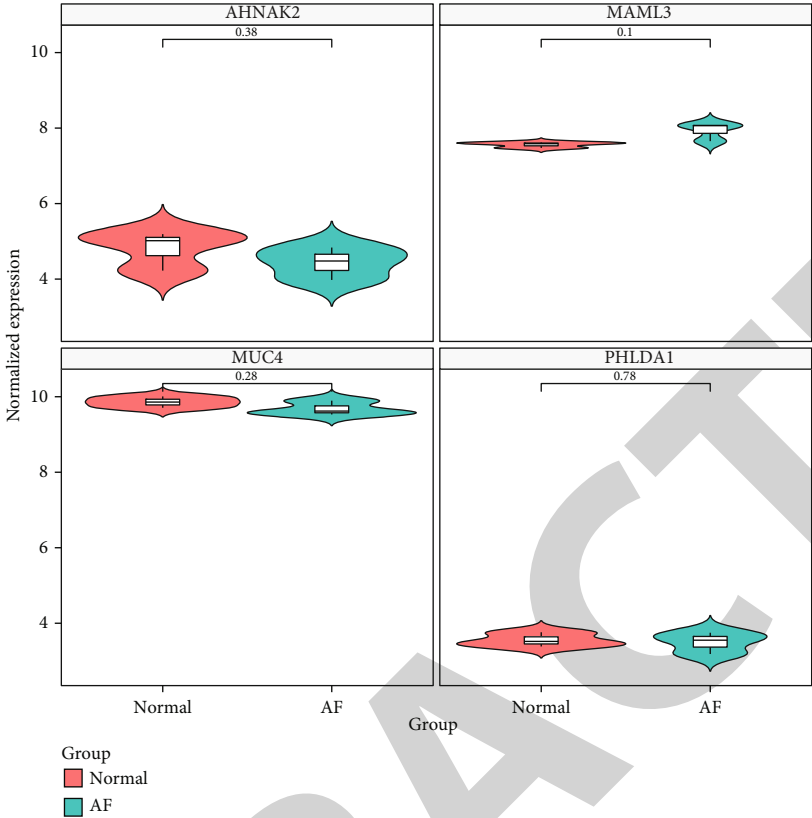 AHNAK2
MAML3
0.38
0.1
10
8
6
4
Normalized expression
MUC4
PHLDA1
0.28
0.78
10
8
6
4
Normal
AF
Normal
AF
Group
Group
Normal
AF